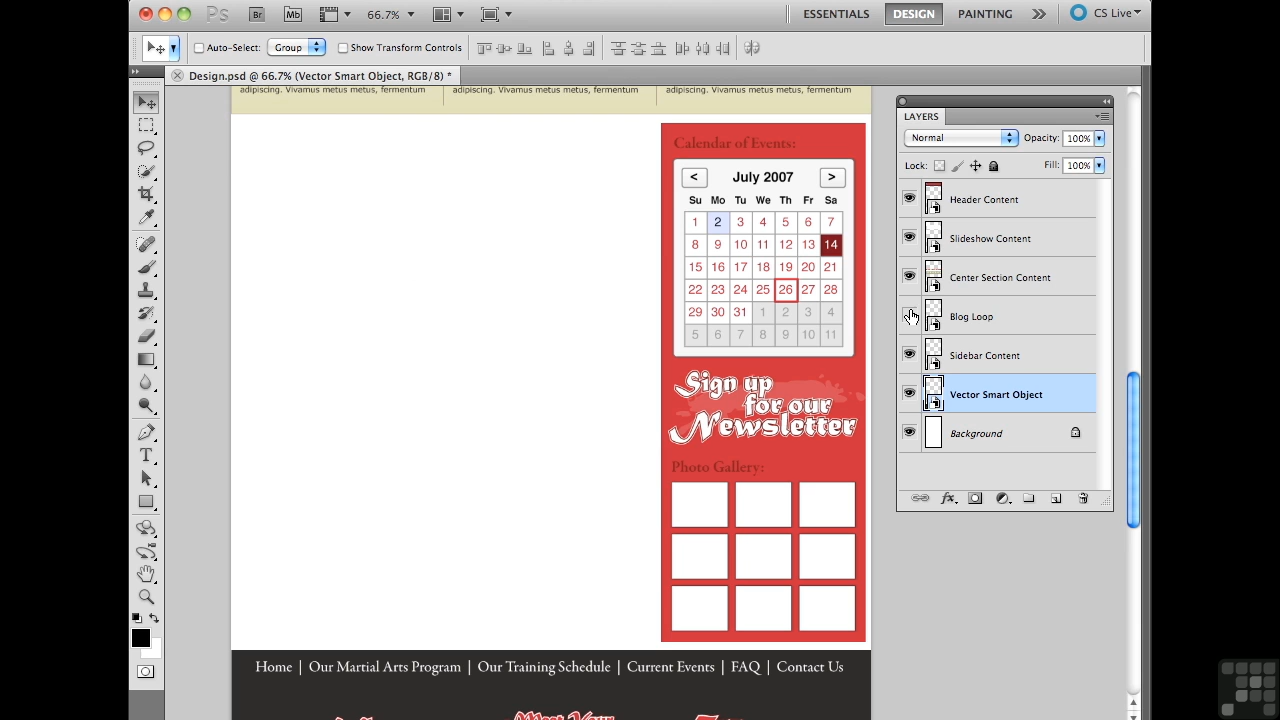 Ps Br Mb 66.7% ESSENTIALS DESIGN PAINTING CS Live
Auto-Select: Group Show Transform Controls
Design.psd @ 66.7% (Vector Smart Object, RGB/8) *
adipiscing. Vivamus metus metus, fermentum
adipiscing. Vivamus metus metus, fermentum
adipiscing. Vivamus metus metus, fermentum
Calendar of Events:
< July 2007 >
Su Mo Tu We Th Fr Sa
1 2 3 4 5 6 7
8 9 10 11 12 13 14
15 16 17 18 19 20 21
22 23 24 25 26 27 28
29 30 31 1 2 3 4
5 6 7 8 9 10 11
Sign up
for our
Newsletter
Photo Gallery:
Home | Our Martial Arts Program | Our Training Schedule | Current Events | FAQ | Contact Us
LAYERS
Normal Opacity: 100%
Lock: Fill: 100%
Header Content
Slideshow Content
Center Section Content
Blog Loop
Sidebar Content
Vector Smart Object
Background
fx